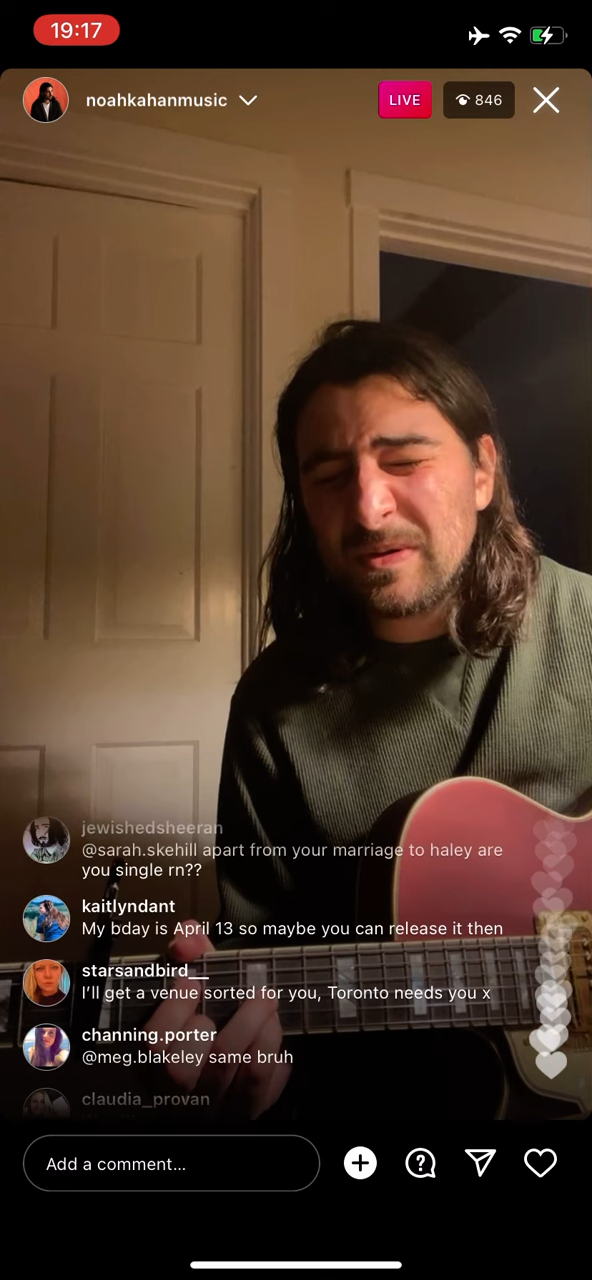 19:17
noahkahanmusic
LIVE
846
jewishedsheeran
@sarah.skehill apart from your marriage to haley are
you single rn??
kaitlyndant
My bday is April 13 so maybe you can release it then
starsandbird__
I'll get a venue sorted for you, Toronto needs you x
channing.porter
@meg.blakeley same bruh
claudia_provan
Add a comment...